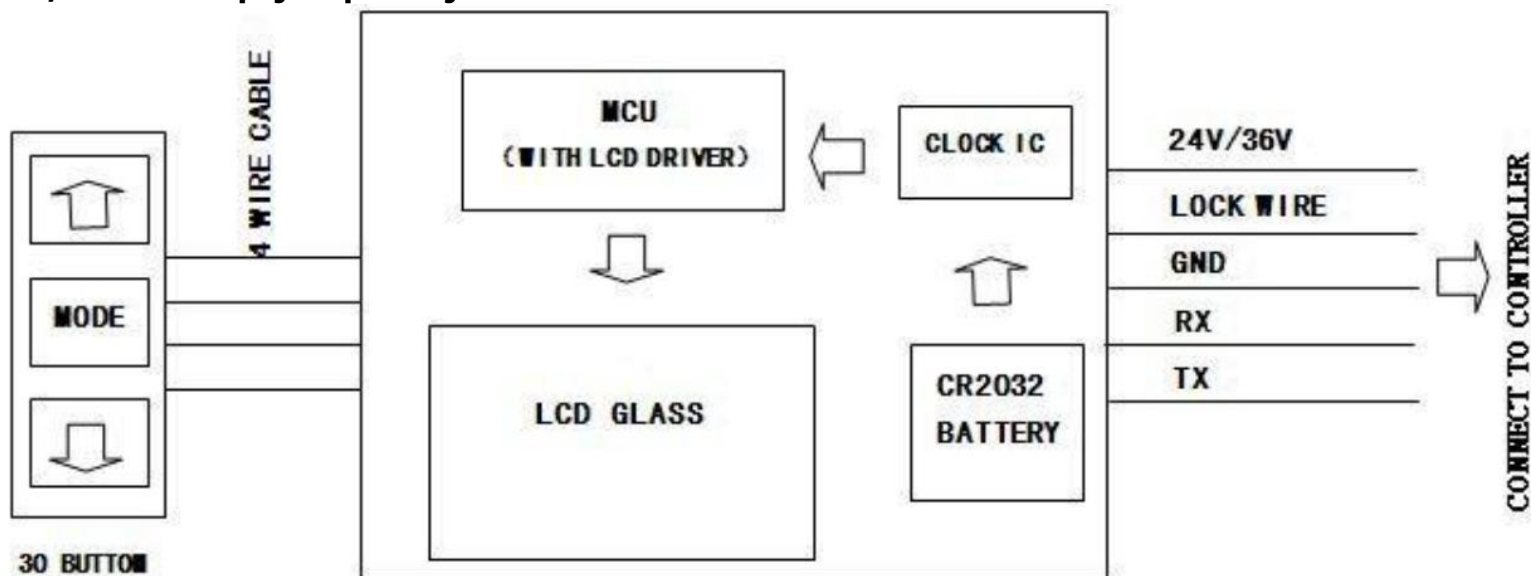 4 WIRE CABLE
MODE
30 BUTTON
MCU
(WITH LCD DRIVER)
CLOCK IC
LCD GLASS
CR2032
BATTERY
24V/36V
LOCK WIRE
GND
RX
TX
CONNECT TO CONTROLLER